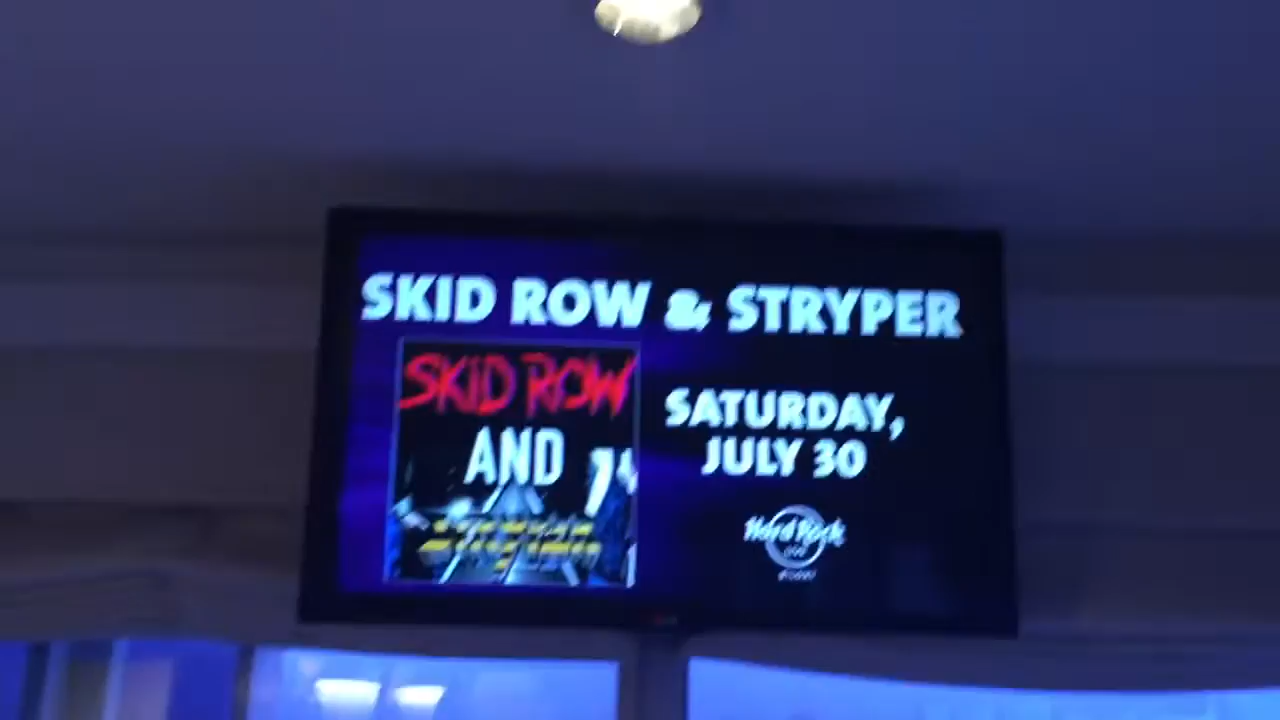 SKID ROW & STRYPER
SKID ROW
AND
SATURDAY,
JULY 30
Hard Rock